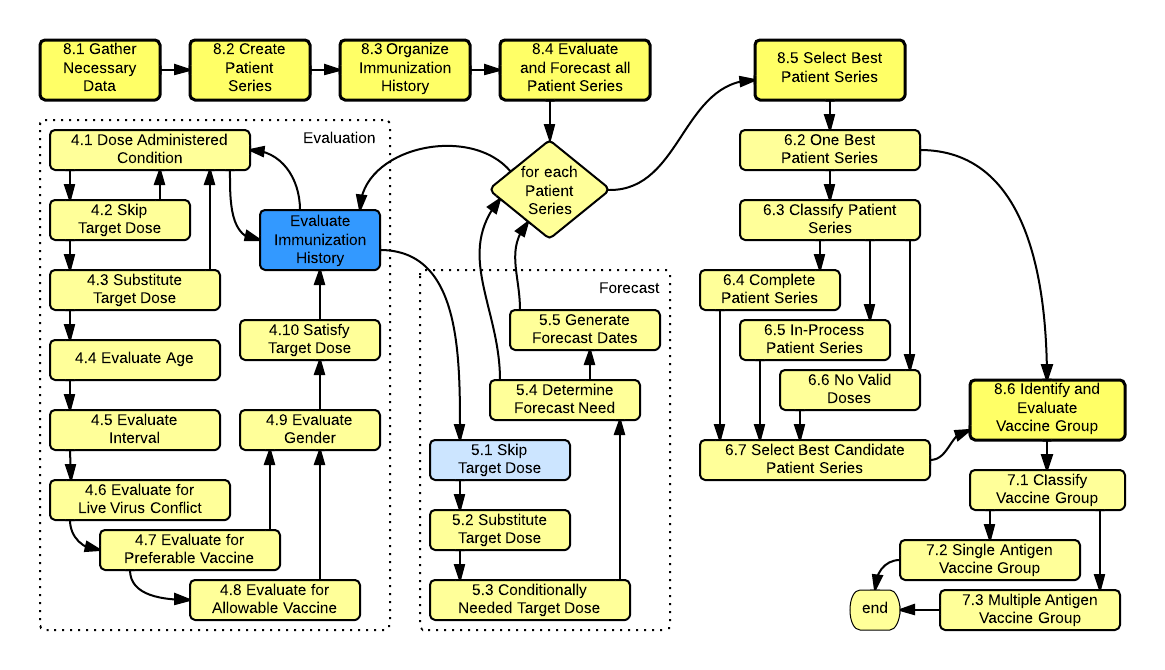 8.1 Gather
Necessary
Data
8.2 Create
Patient
Series
8.3 Organize
Immunization
History
8.4 Evaluate
and Forecast all
Patient Series
8.5 Select Best
Patient Series
Evaluation
4.1 Dose Administered
Condition
4.2 Skip
Target Dose
4.3 Substitute
Target Dose
4.4 Evaluate Age
4.5 Evaluate
Interval
4.6 Evaluate for
Live Virus Conflict
4.7 Evaluate for
Preferable Vaccine
4.8 Evaluate for
Allowable Vaccine
4.9 Evaluate
Gender
4.10 Satisfy
Target Dose
Evaluate
Immunization
History
for each
Patient
Series
Forecast
5.5 Generate
Forecast Dates
5.4 Determine
Forecast Need
5.1 Skip
Target Dose
5.2 Substitute
Target Dose
5.3 Conditionally
Needed Target Dose
6.2 One Best
Patient Series
6.3 Classify Patient
Series
6.4 Complete
Patient Series
6.5 In-Process
Patient Series
6.6 No Valid
Doses
6.7 Select Best Candidate
Patient Series
8.6 Identify and
Evaluate
Vaccine Group
7.1 Classify
Vaccine Group
7.2 Single Antigen
Vaccine Group
7.3 Multiple Antigen
Vaccine Group
end